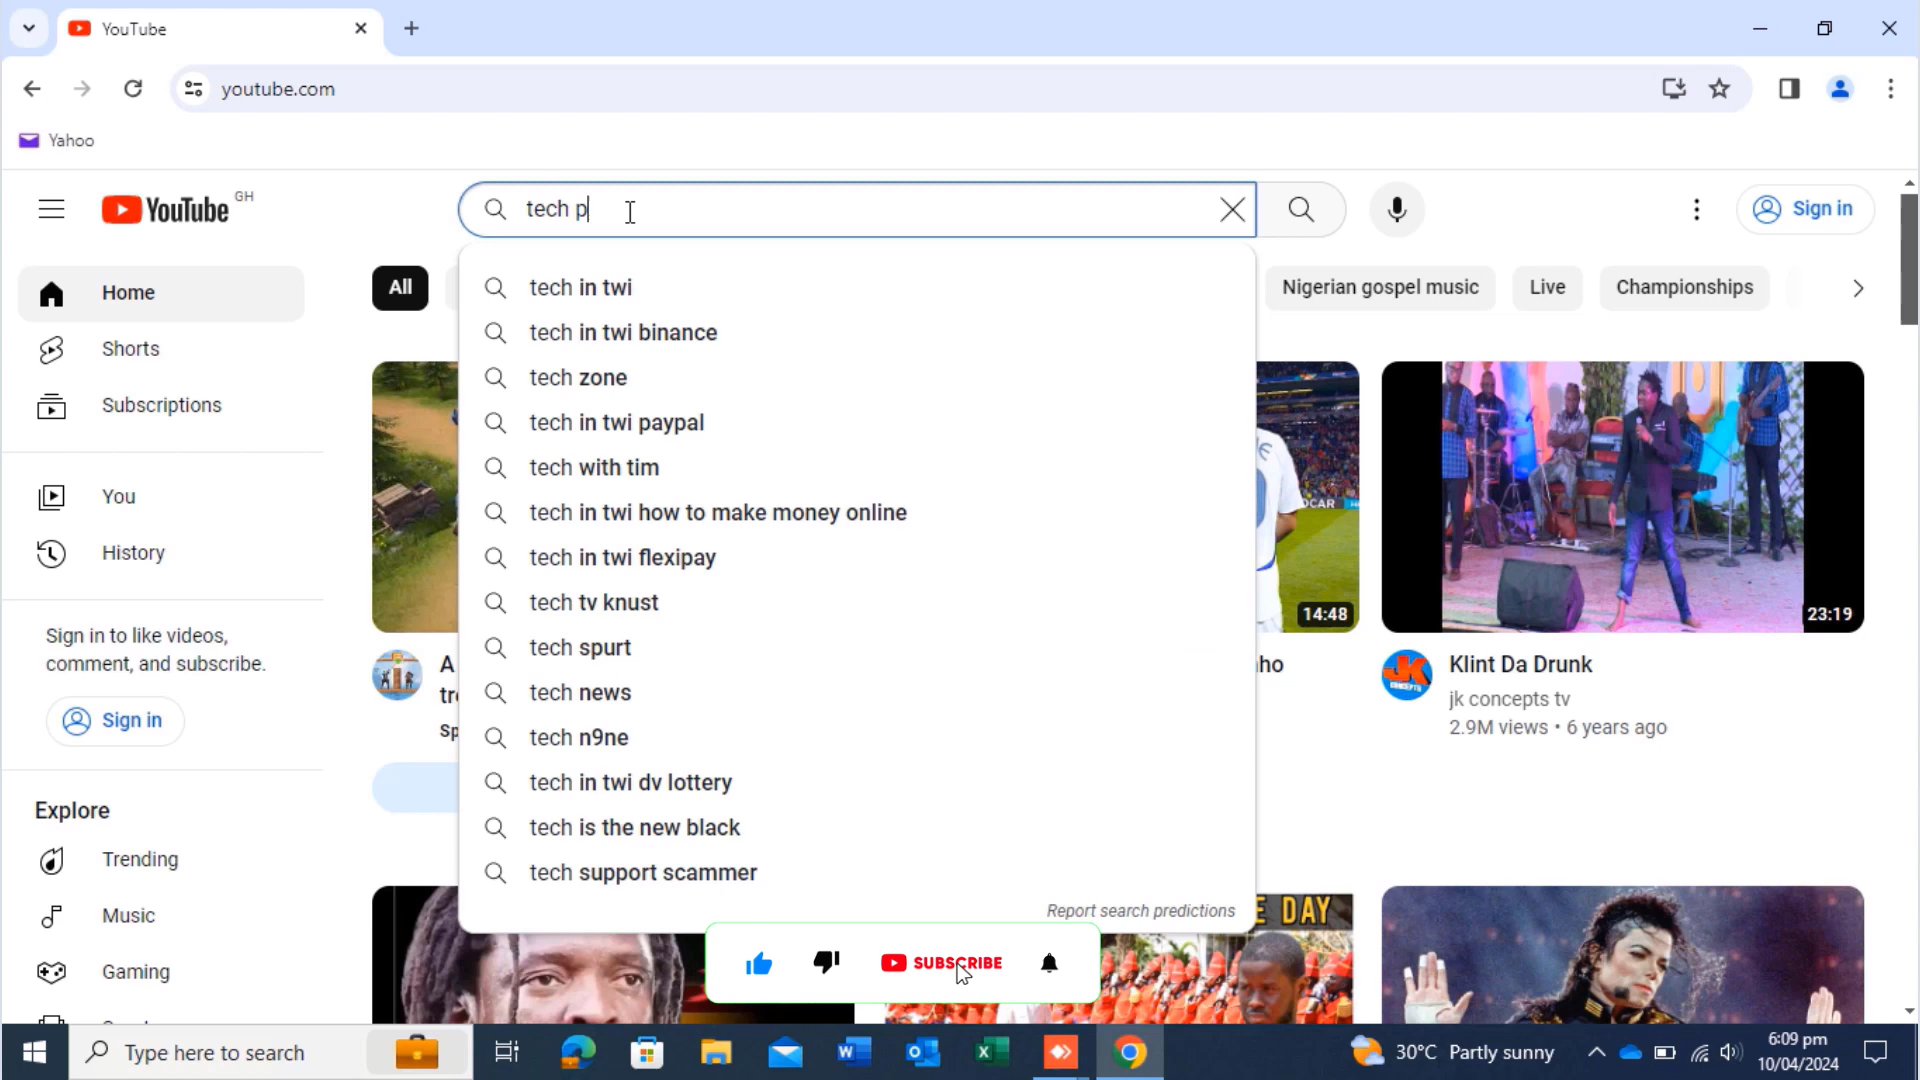 YouTube
youtube.com
Yahoo
YouTube GH
tech p
Sign in
Home
Shorts
Subscriptions
You
History
Sign in to like videos,
comment, and subscribe.
Sign in
Explore
Trending
Music
Gaming
All
Nigerian gospel music
Live
Championships
tech in twi
tech in twi binance
tech zone
tech in twi paypal
tech with tim
tech in twi how to make money online
tech in twi flexipay
tech tv knust
tech spurt
tech news
tech n9ne
tech in twi dv lottery
tech is the new black
tech support scammer
Report search predictions
14:48
23:19
A
Klint Da Drunk
jk concepts tv
2.9M views • 6 years ago
JK
CONCEPTS
E DAY
SUBSCRIBE
Type here to search
30°C Partly sunny
6:09 pm
10/04/2024